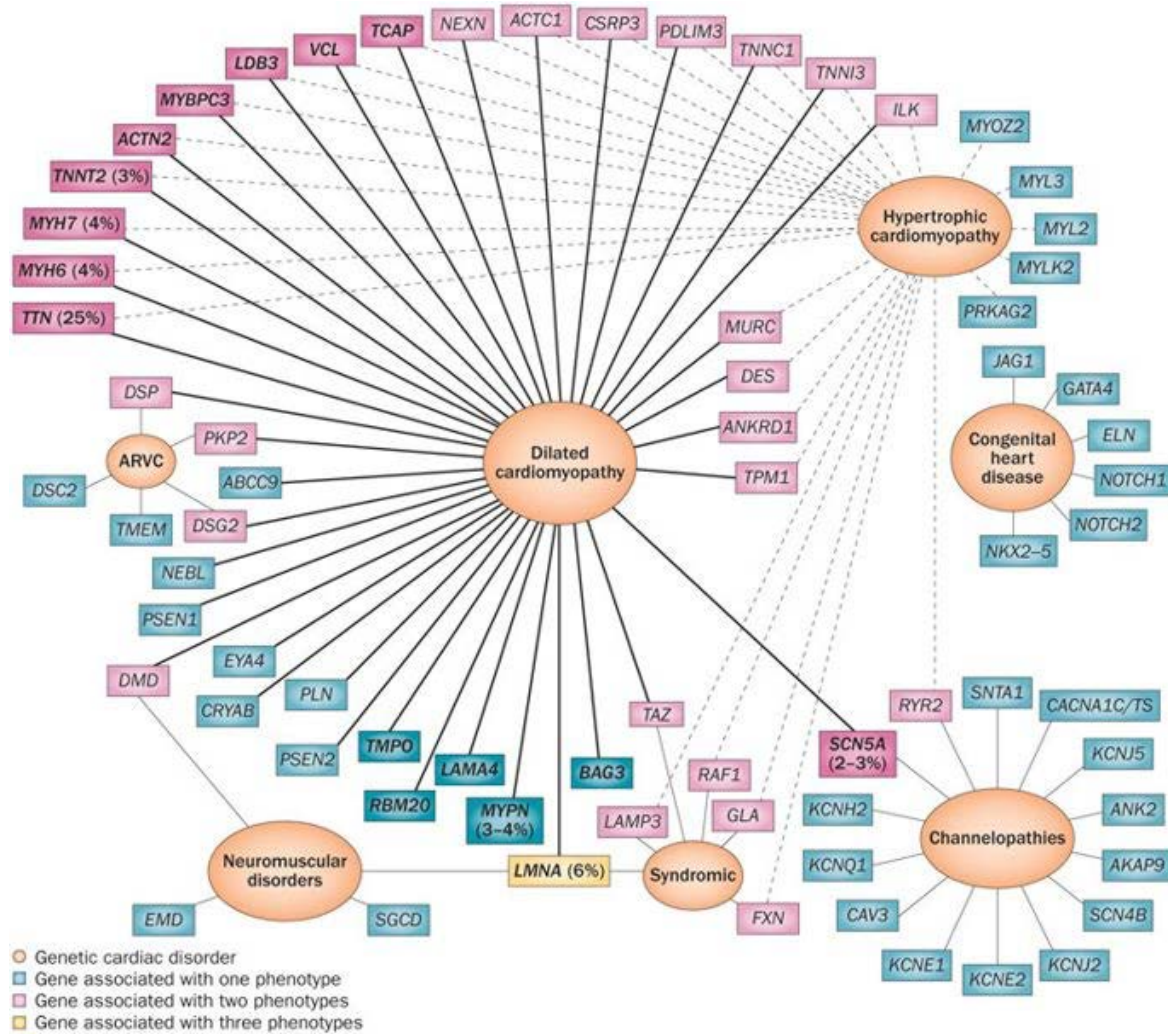 TCAP
NEXN
ACTC1
CSRP3
PDLIM3
VCL
TNNC1
LDB3
TNNI3
MYBPC3
ILK
MYOZ2
ACTN2
TNNT2 (3%)
MYL3
MYH7 (4%)
Hypertrophic
cardiomyopathy
MYL2
MYH6 (4%)
MYLK2
TTN (25%)
PRKAG2
MURC
JAG1
DES
GATA4
DSP
ANKRD1
ELN
PKP2
ARVC
Dilated
cardiomyopathy
Congenital
heart
disease
ABCC9
TPM1
NOTCH1
DSC2
TMEM
DSG2
NOTCH2
NKX2–5
NEBL
PSEN1
EYA4
DMD
PLN
CRYAB
TAZ
RYR2
SNTA1
CACNA1C/TS
TMPO
PSEN2
LAMA4
BAG3
SCN5A
(2–3%)
KCNJ5
RAF1
RBM20
MYPN
(3–4%)
LAMP3
GLA
KCNH2
ANK2
Channelopathies
Neuromuscular
disorders
LMNA (6%)
Syndromic
KCNQ1
AKAP9
EMD
SGCD
FXN
CAV3
SCN4B
KCNE1
KCNE2
KCNJ2
Genetic cardiac disorder
Gene associated with one phenotype
Gene associated with two phenotypes
Gene associated with three phenotypes